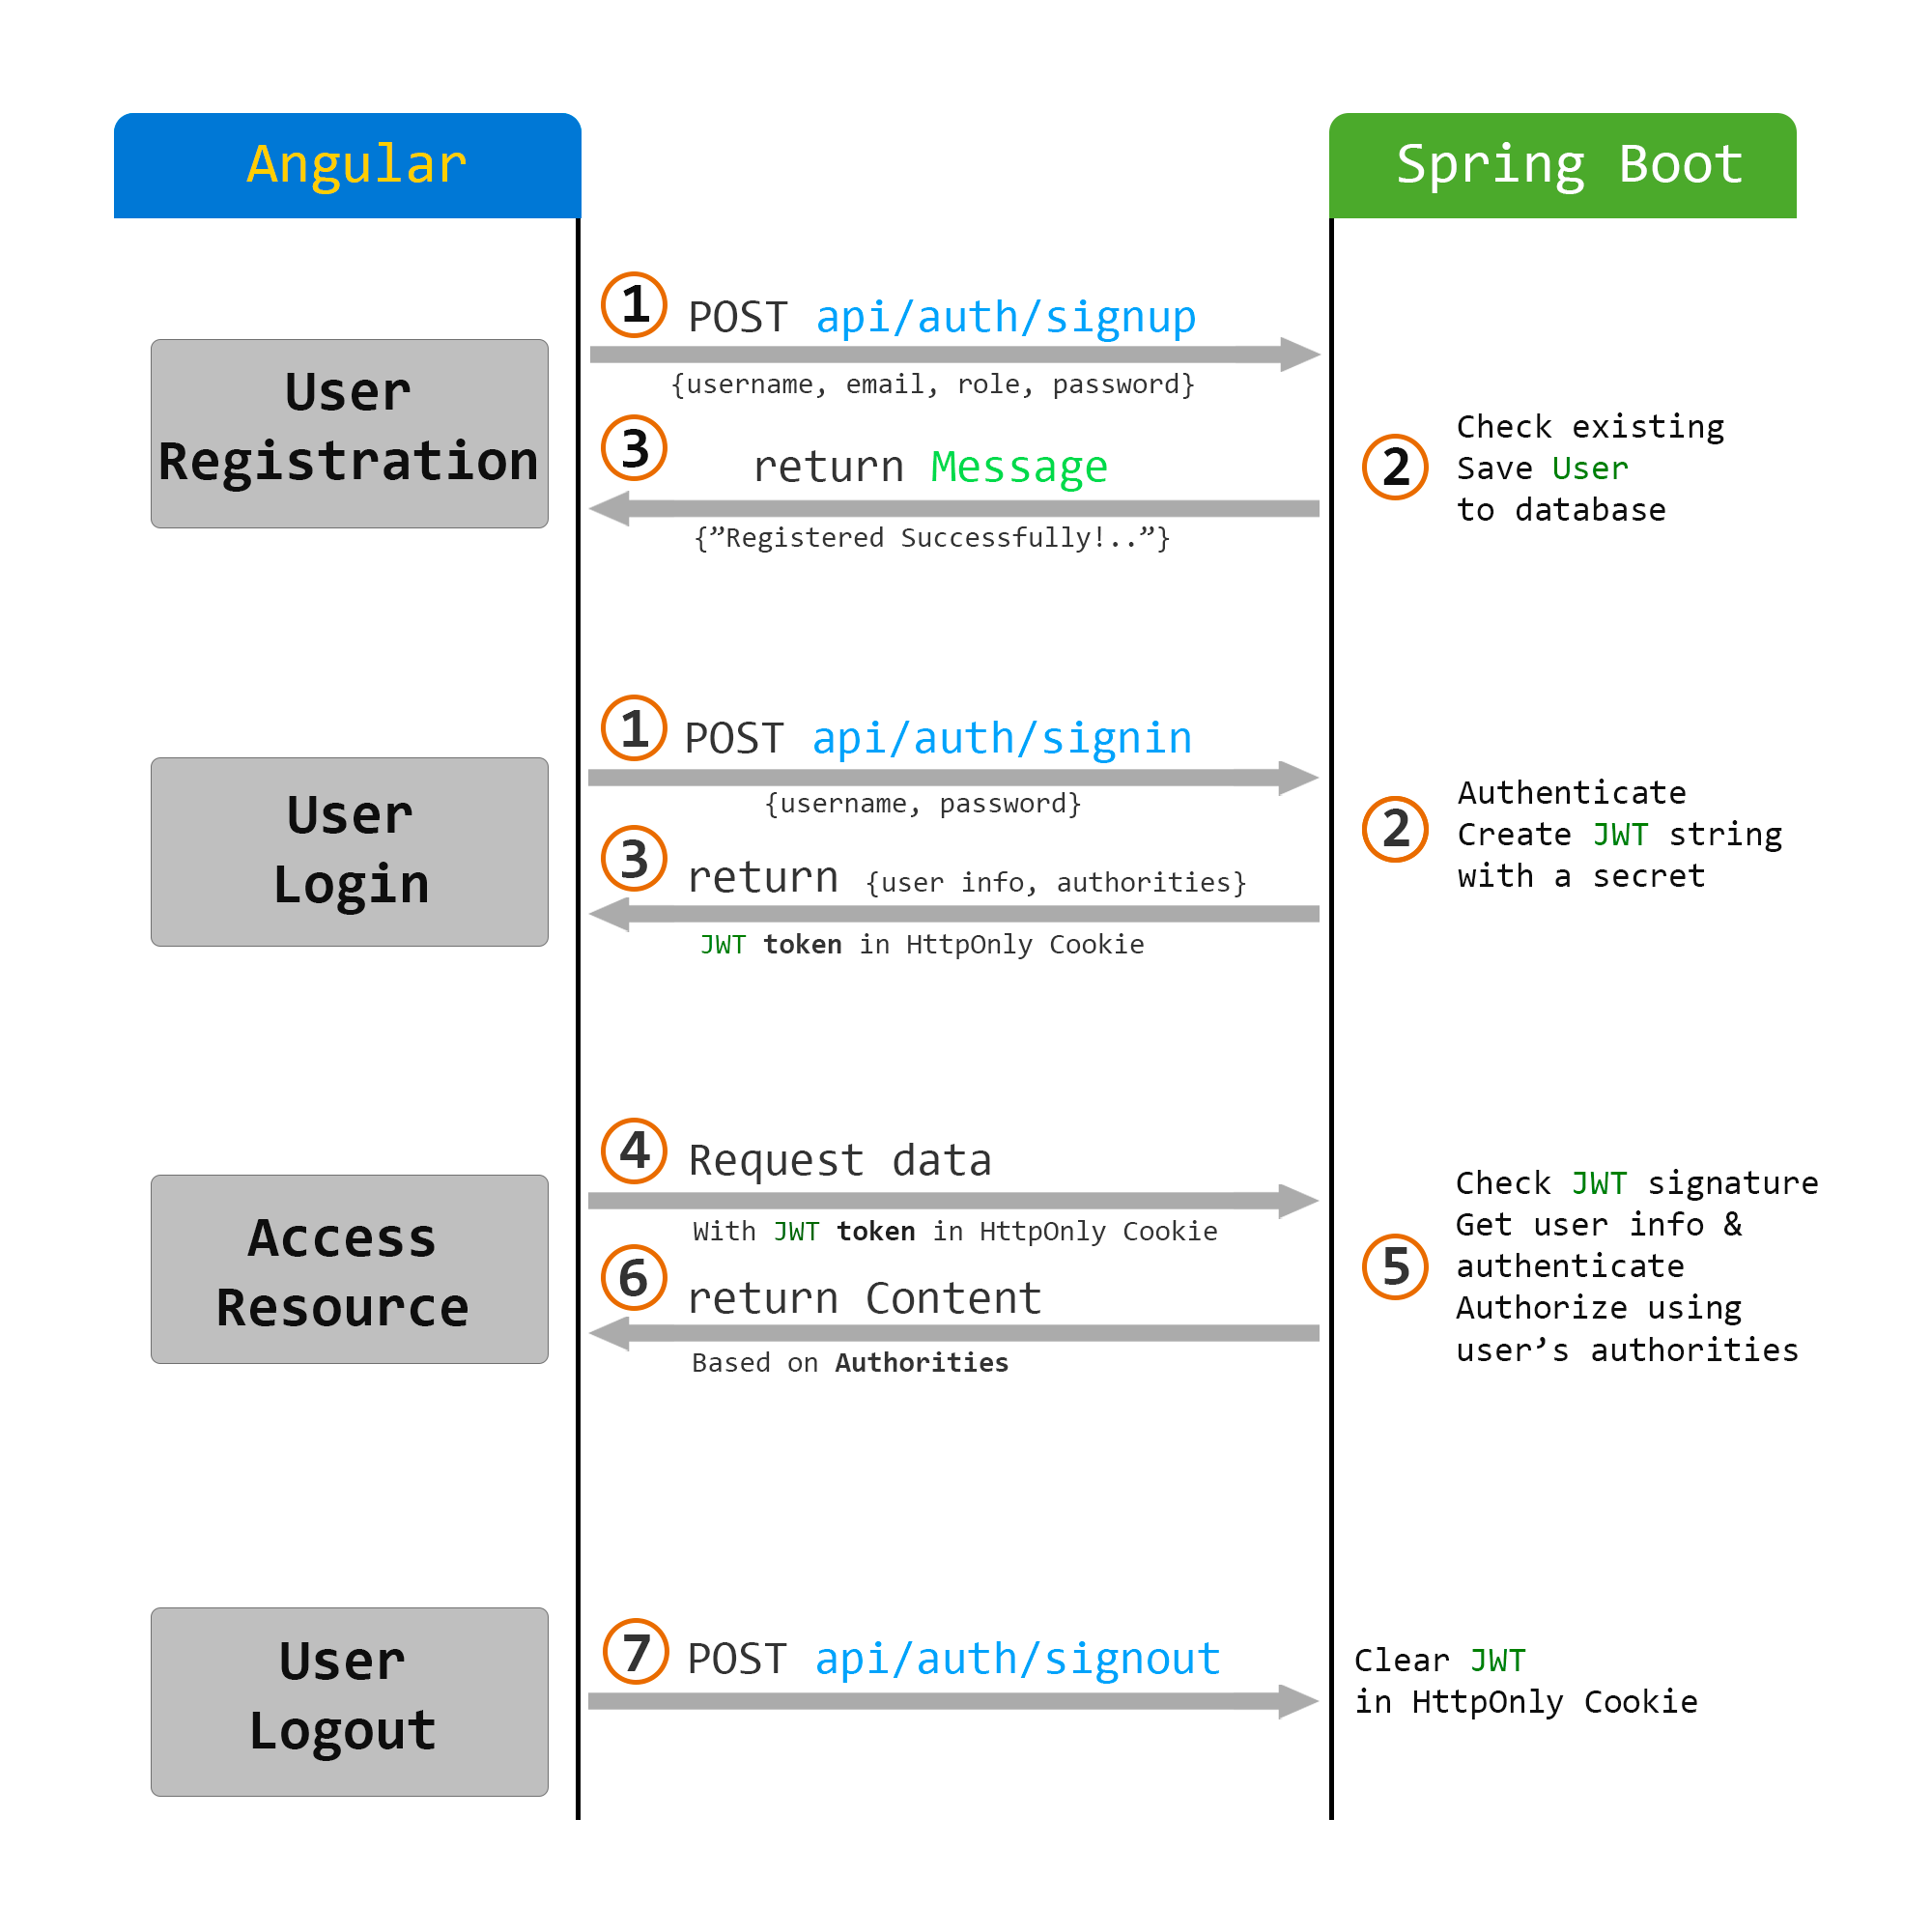 Angular
Spring Boot
1 POST api/auth/signup
{username, email, role, password}
User
Registration
3 return Message
{”Registered Successfully!..”}
2
Check existing
Save User
to database
1 POST api/auth/signin
{username, password}
User
Login
3 return {user info, authorities}
JWT token in HttpOnly Cookie
2
Authenticate
Create JWT string
with a secret
4 Request data
With JWT token in HttpOnly Cookie
Access
Resource
6 return Content
Based on Authorities
5
Check JWT signature
Get user info &
authenticate
Authorize using
user’s authorities
User
Logout
7 POST api/auth/signout
Clear JWT
in HttpOnly Cookie